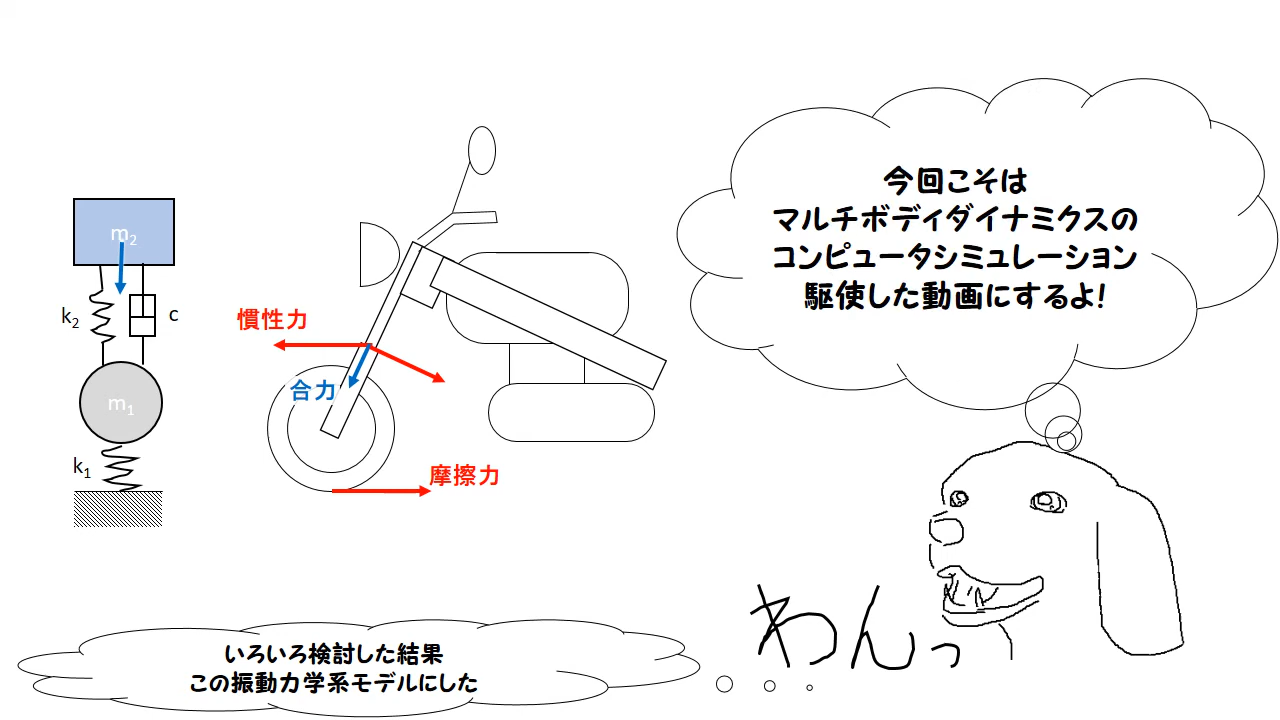 今回こそは
マルチボディダイナミクスの
コンピュータシミュレーション
駆使した動画にするよ!
m2
k2
c
m1
k1
慣性力
合力
摩擦力
わんっ
いろいろ検討した結果
この振動力学系モデルにした